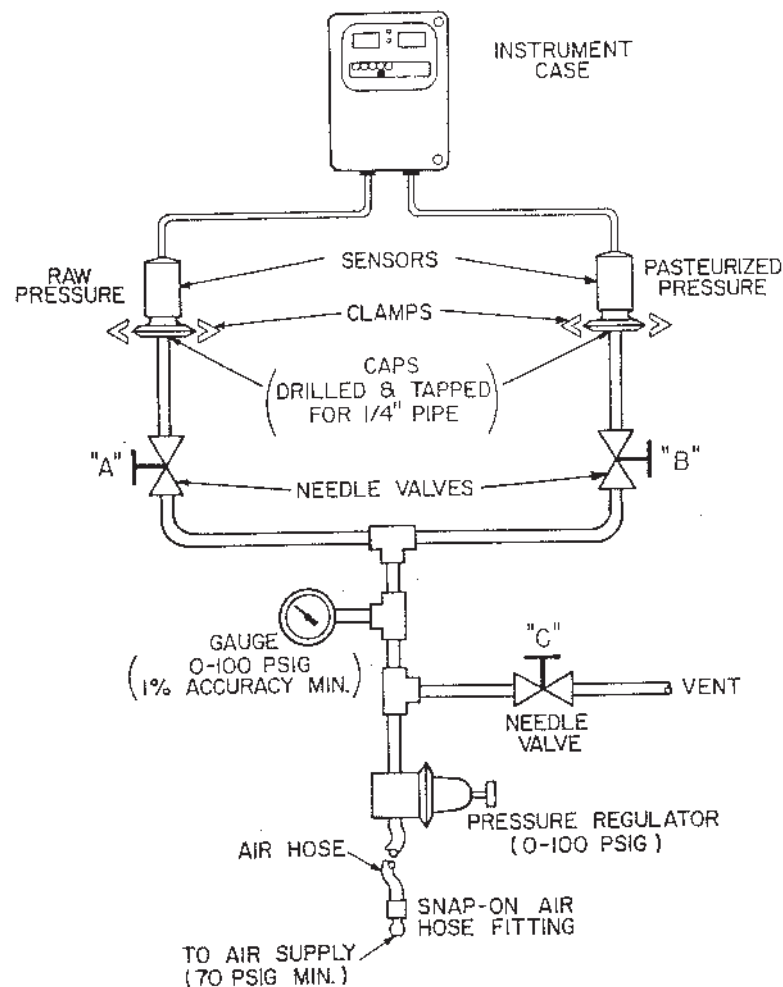 INSTRUMENT
CASE
SENSORS
RAW
PRESSURE
PASTEURIZED
PRESSURE
CLAMPS
CAPS
(DRILLED & TAPPED
FOR 1/4" PIPE)
"A"
"B"
NEEDLE VALVES
GAUGE
0-100 PSIG
(1% ACCURACY MIN.)
"C"
VENT
NEEDLE
VALVE
PRESSURE REGULATOR
(0-100 PSIG)
AIR HOSE
SNAP-ON AIR
HOSE FITTING
TO AIR SUPPLY
(70 PSIG MIN.)